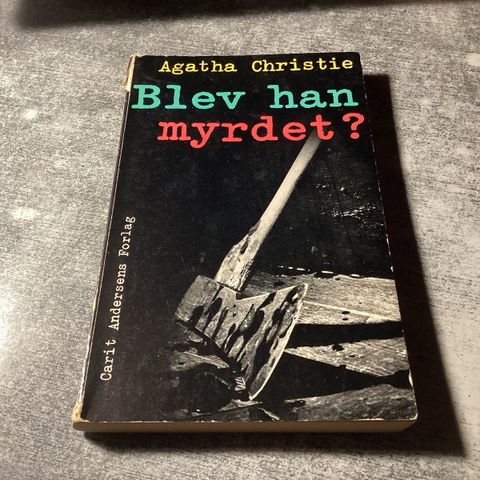 Agatha Christie
Blev han
myrdet?
Carit Andersens Forlag